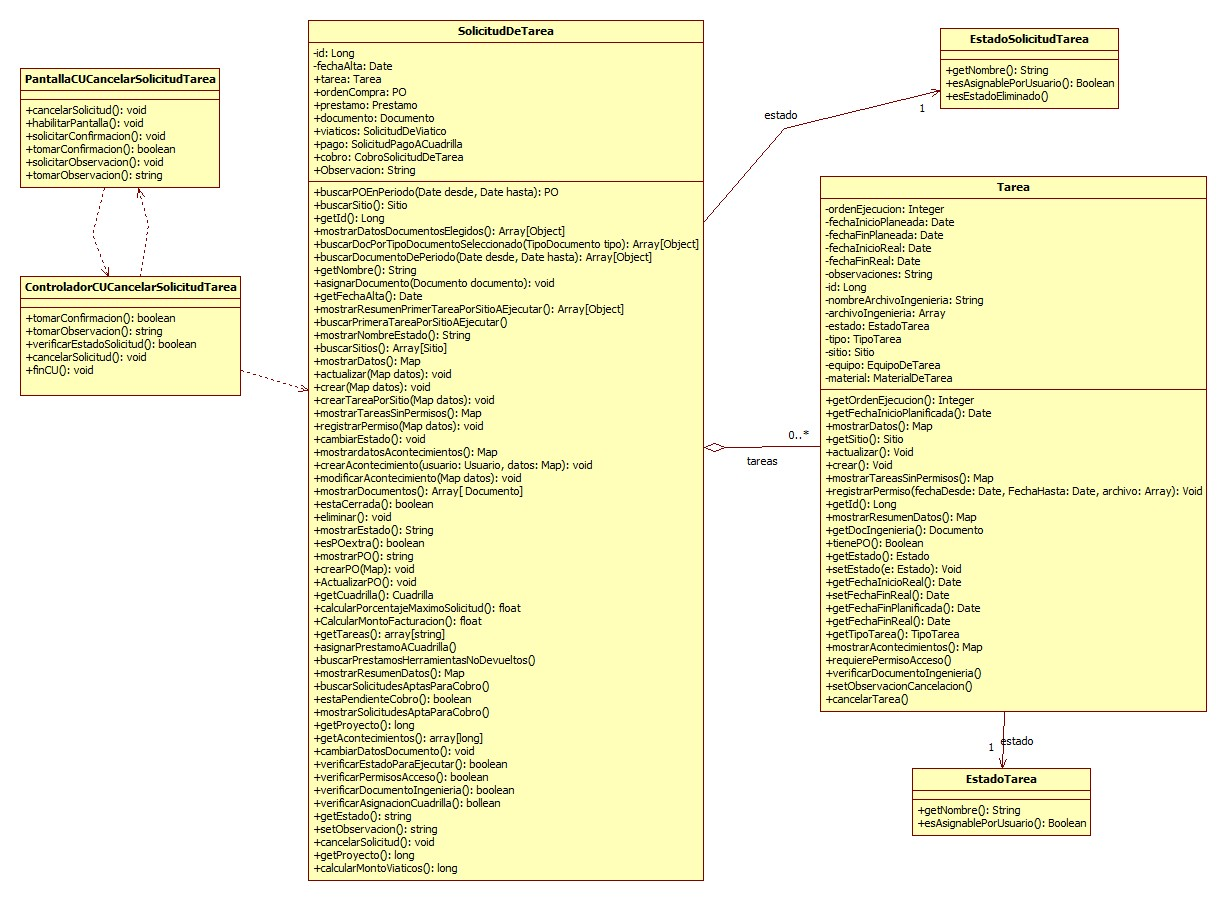 PantallaCUCancelarSolicitudTarea
+cancelarSolicitud(): void
+habilitarPantalla(): void
+solicitarConfirmacion(): void
+tomarConfirmacion(): boolean
+solicitarObservacion(): void
+tomarObservacion(): string
ControladorCUCancelarSolicitudTarea
+tomarConfirmacion(): boolean
+tomarObservacion(): string
+verificarEstadoSolicitud(): boolean
+cancelarSolicitud(): void
+finCU(): void
SolicitudDeTarea
-id: Long
-fechaAlta: Date
+tarea: Tarea
+ordenCompra: PO
+prestamo: Prestamo
+documento: Documento
+viaticos: SolicitudDeViatico
+pago: SolicitudPagoACuadrilla
+cobro: CobroSolicitudDeTarea
+Observacion: String
+buscarPOEnPeriodo(Date desde, Date hasta): PO
+buscarSitio(): Sitio
+getId(): Long
+mostrarDatosDocumentosElegidos(): Array[Object]
+buscarDocPorTipoDocumentoSeleccionado(TipoDocumento tipo): Array[Object]
+buscarDocumentoDePeriodo(Date desde, Date hasta): Array[Object]
+getNombre(): String
+asignarDocumento(Documento documento): void
+getFechaAlta(): Date
+mostrarResumenPrimerTareaPorSitioAEjecutar(): Array[Object]
+buscarPrimeraTareaPorSitioAEjecutar()
+mostrarNombreEstado(): String
+buscarSitios(): Array[Sitio]
+mostrarDatos(): Map
+actualizar(Map datos): void
+crear(Map datos): void
+crearTareaPorSitio(Map datos): void
+mostrarTareasSinPermisos(): Map
+registrarPermiso(Map datos): void
+cambiarEstado(): void
+mostrardatosAcontecimientos(): Map
+crearAcontecimiento(usuario: Usuario, datos: Map): void
+modificarAcontecimiento(Map datos): void
+mostrarDocumentos(): Array[ Documento]
+estaCerrada(): boolean
+eliminar(): void
+mostrarEstado(): String
+esPOextra(): boolean
+mostrarPO(): string
+crearPO(Map): void
+ActualizarPO(): void
+getCuadrilla(): Cuadrilla
+calcularPorcentajeMaximoSolicitud(): float
+CalcularMontoFacturacion(): float
+getTareas(): array[string]
+asignarPrestamoACuadrilla()
+buscarPrestamosHerramientasNoDevueltos()
+mostrarResumenDatos(): Map
+buscarSolicitudesAptasParaCobro()
+estaPendienteCobro(): boolean
+mostrarSolicitudesAptaParaCobro()
+getProyecto(): long
+getAcontecimientos(): array[long]
+cambiarDatosDocumento(): void
+verificarEstadoParaEjecutar(): boolean
+verificarPermisosAcceso(): boolean
+verificarDocumentoIngenieria(): boolean
+verificarAsignacionCuadrilla(): bollean
+getEstado(): string
+setObservacion(): string
+cancelarSolicitud(): void
+getProyecto(): long
+calcularMontoViaticos(): long
estado
1
EstadoSolicitudTarea
+getNombre(): String
+esAsignablePorUsuario(): Boolean
+esEstadoEliminado()
0..*
tareas
Tarea
-ordenEjecucion: Integer
-fechaInicioPlaneada: Date
-fechaFinPlaneada: Date
-fechaInicioReal: Date
-fechaFinReal: Date
-observaciones: String
-id: Long
-nombreArchivoIngenieria: String
-archivoIngenieria: Array
-estado: EstadoTarea
-tipo: TipoTarea
-sitio: Sitio
-equipo: EquipoDeTarea
-material: MaterialDeTarea
+getOrdenEjecucion(): Integer
+getFechaInicioPlanificada(): Date
+mostrarDatos(): Map
+getSitio(): Sitio
+actualizar(): Void
+crear(): Void
+mostrarTareasSinPermisos(): Map
+registrarPermiso(fechaDesde: Date, FechaHasta: Date, archivo: Array): Void
+getId(): Long
+mostrarResumenDatos(): Map
+getDocIngenieria(): Documento
+tienePO(): Boolean
+getEstado(): Estado
+setEstado(e: Estado): Void
+getFechaInicioReal(): Date
+setFechaFinReal(): Date
+getFechaFinPlanificada(): Date
+getFechaFinReal(): Date
+getTipoTarea(): TipoTarea
+mostrarAcontecimientos(): Map
+requierePermisoAcceso()
+verificarDocumentoIngenieria()
+setObservacionCancelacion()
+cancelarTarea()
1
estado
EstadoTarea
+getNombre(): String
+esAsignablePorUsuario(): Boolean